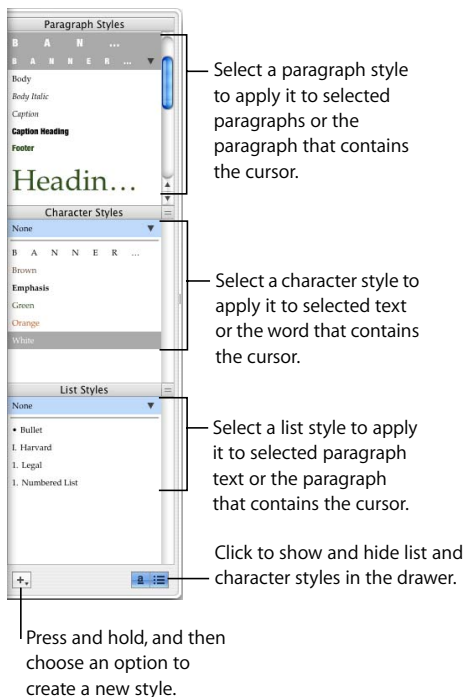 Paragraph Styles
B A N ...
B A N N E R ...
Body
Body Italic
Caption
Caption Heading
Footer
Headin...
Select a paragraph style
to apply it to selected
paragraphs or the
paragraph that contains
the cursor.
Character Styles
None
B A N N E R ...
Brown
Emphasis
Green
Orange
White
Select a character style to
apply it to selected text
or the word that contains
the cursor.
List Styles
None
• Bullet
I. Harvard
1. Legal
1. Numbered List
Select a list style to apply
it to selected paragraph
text or the paragraph
that contains the cursor.
Click to show and hide list and
character styles in the drawer.
a
Press and hold, and then
choose an option to
create a new style.